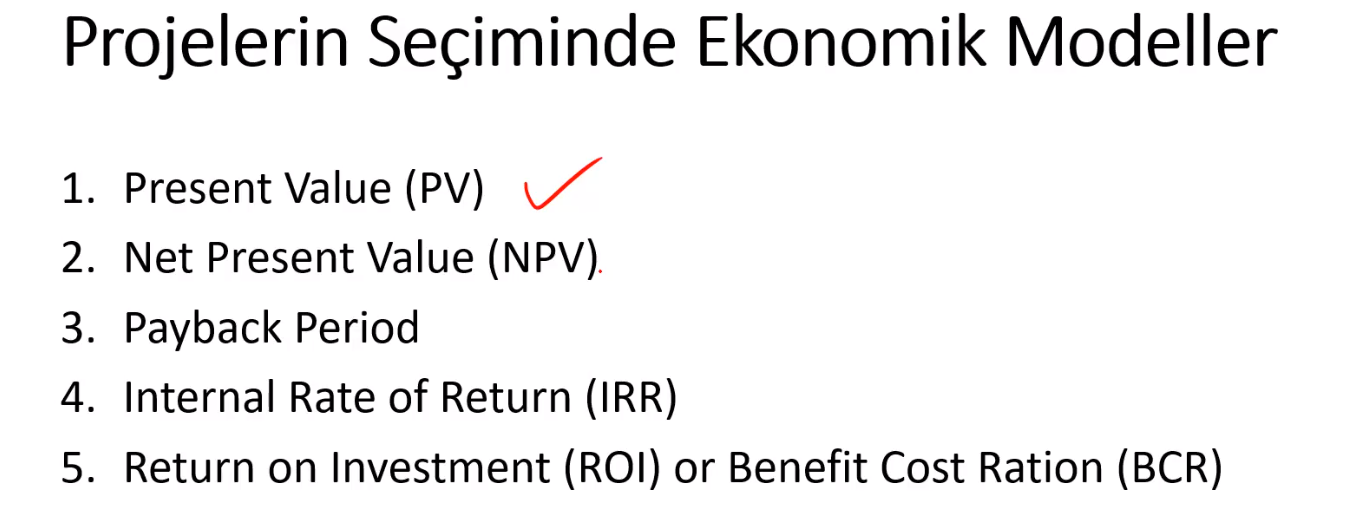 Projelerin Seçiminde Ekonomik Modeller
1. Present Value (PV)
2. Net Present Value (NPV).
3. Payback Period
4. Internal Rate of Return (IRR)
5. Return on Investment (ROI) or Benefit Cost Ration (BCR)